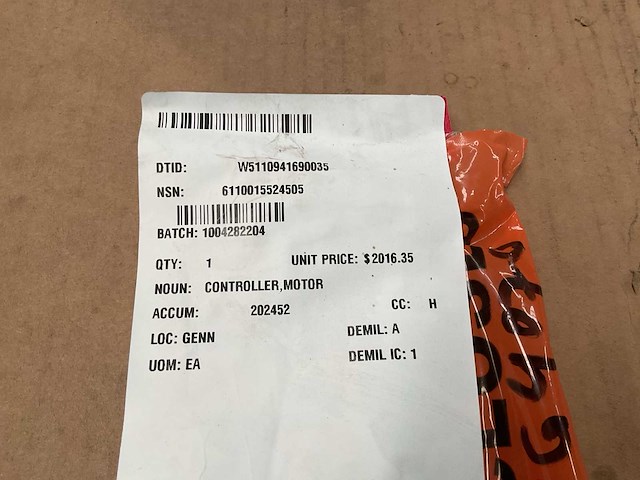 DTID: W5110941690035
NSN: 6110015524505
BATCH: 1004282204
QTY: 1 UNIT PRICE: $2016.35
NOUN: CONTROLLER,MOTOR
ACCUM: 202452 CC: H
LOC: GENN DEMIL: A
UOM: EA DEMIL IC: 1